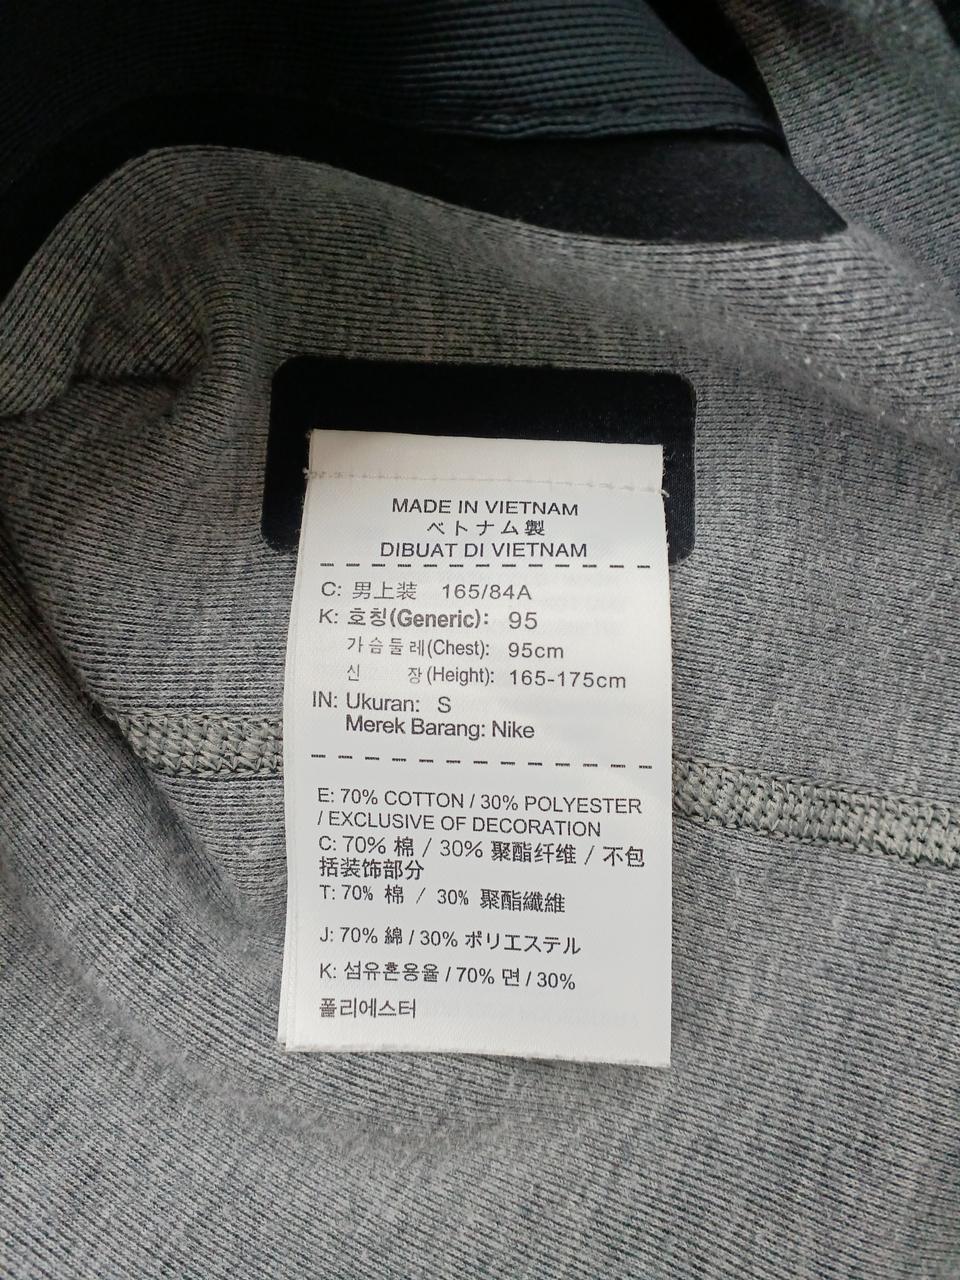 MADE IN VIETNAM
ベトナム製
DIBUAT DI VIETNAM
C: 男上装 165/84A
K: 호칭(Generic): 95
가슴둘레(Chest): 95cm
신 장(Height): 165-175cm
IN: Ukuran: S
Merek Barang: Nike
E: 70% COTTON / 30% POLYESTER
/ EXCLUSIVE OF DECORATION
C: 70% 棉 / 30% 聚酯纤维 / 不包
括装饰部分
T: 70% 棉 / 30% 聚酯纖維
J: 70% 綿 / 30% ポリエステル
K: 섬유혼용율 / 70% 면 / 30%
폴리에스터